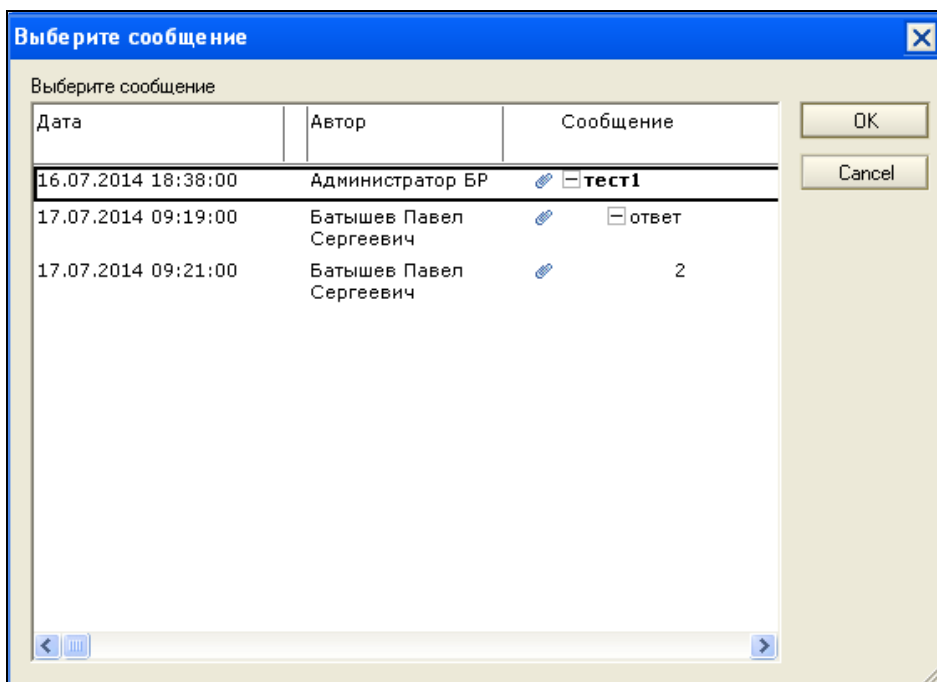 Выберите сообщение
Выберите сообщение
Дата Автор Сообщение
OK
Cancel
16.07.2014 18:38:00 Администратор БР тест1
17.07.2014 09:19:00 Батышев Павел ответ
Сергеевич
17.07.2014 09:21:00 Батышев Павел 2
Сергеевич